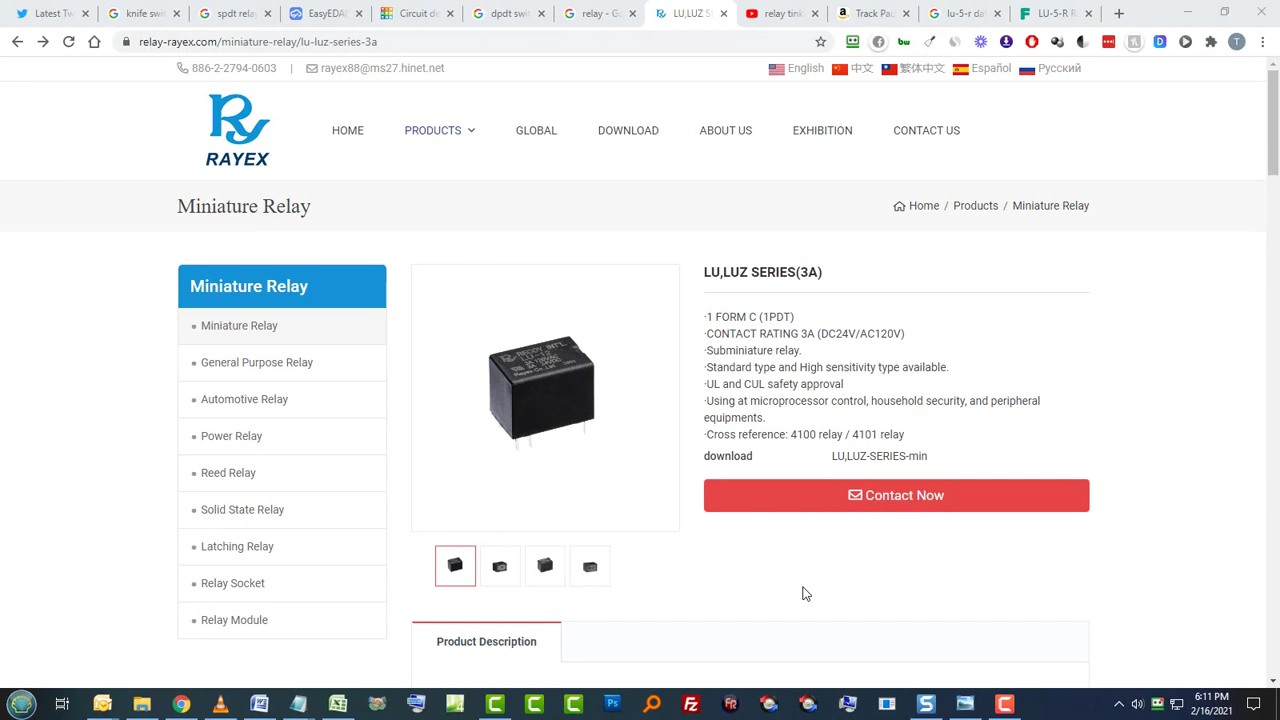 Latest Tw
knife swi
spdt relay
EasyEDA(
Circuit de
dpdt swit
relay - Go
LU,LUZ S
relay tink
Track Pac
lu-5-r dat
LU-5-R R
relay-rayex.com/miniature-relay/lu-luz-series-3a
886-2-2794-0603 | rayex88@ms27.hinet.net
English 中文 繁体中文 Español Русский
RAYEX
HOME PRODUCTS GLOBAL DOWNLOAD ABOUT US EXHIBITION CONTACT US
Miniature Relay
Home / Products / Miniature Relay
Miniature Relay
Miniature Relay
General Purpose Relay
Automotive Relay
Power Relay
Reed Relay
Solid State Relay
Latching Relay
Relay Socket
Relay Module
LU,LUZ SERIES(3A)
·1 FORM C (1PDT)
·CONTACT RATING 3A (DC24V/AC120V)
·Subminiature relay.
·Standard type and High sensitivity type available.
·UL and CUL safety approval
·Using at microprocessor control, household security, and peripheral
equipments.
·Cross reference: 4100 relay / 4101 relay
download LU,LUZ-SERIES-min
Contact Now
Product Description
6:11 PM
2/16/2021